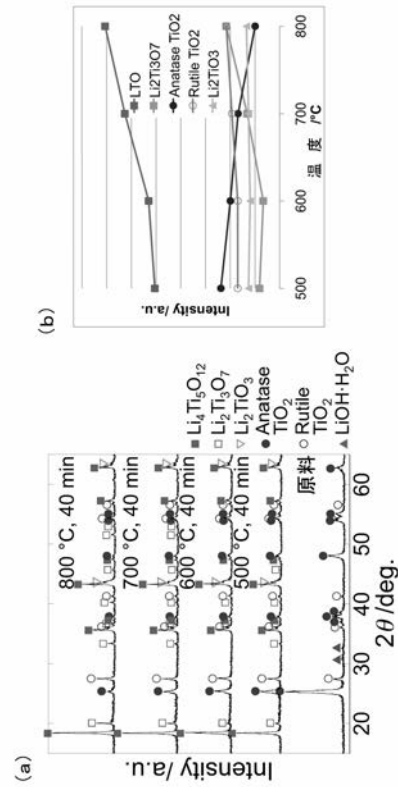 (a)
Intensity /a.u.
800 °C, 40 min
700 °C, 40 min
600 °C, 40 min
500 °C, 40 min
原料
20 30 40 50 60
2θ /deg.
Li₄Ti₅O₁₂
Li₂Ti₃O₇
Li₂TiO₃
Anatase
TiO₂
Rutile
TiO₂
LiOH·H₂O
(b)
Intensity /a.u.
LTO
Li2Ti3O7
Anatase TiO2
Rutile TiO2
Li2TiO3
500 600 700 800
温 度 /°C